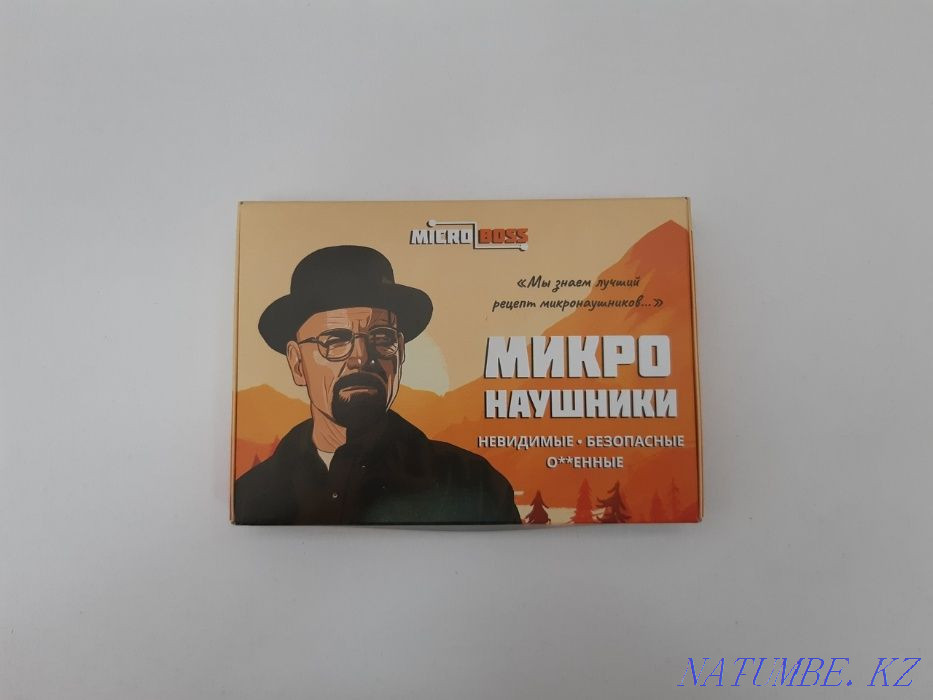 MICRO BOSS
«Мы знаем лучший
рецепт микронаушников...»
МИКРО
НАУШНИКИ
НЕВИДИМЫЕ • БЕЗОПАСНЫЕ
О**ЕННЫЕ
NATUMBE.KZ